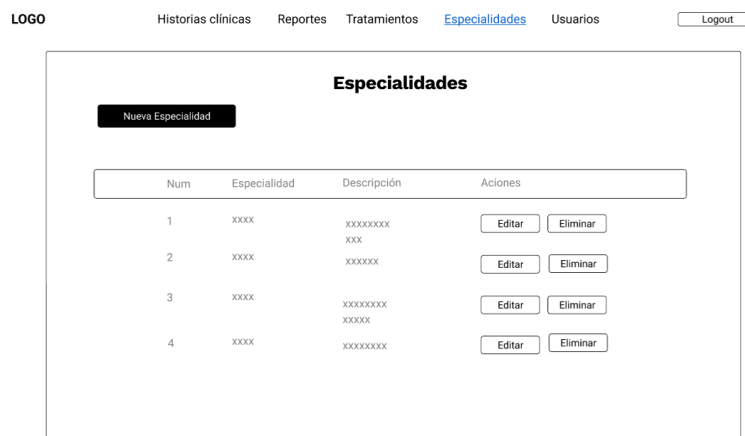 LOGO Historias clínicas Reportes Tratamientos Especialidades Usuarios Logout
Especialidades
Nueva Especialidad
Num Especialidad Descripción Aciones
1 xxxx xxxxxxxx Editar Eliminar
xxx
2 xxxx xxxxxx Editar Eliminar
3 xxxx xxxxxxxx Editar Eliminar
xxxxx
4 xxxx xxxxxxxx Editar Eliminar